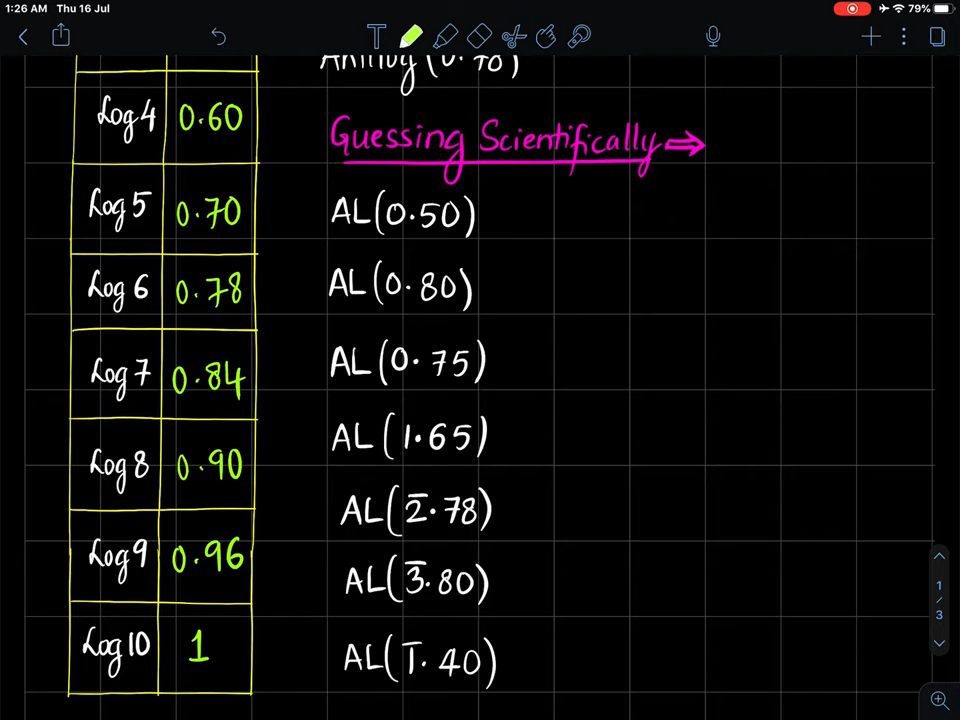 1:26 AM Thu 16 Jul 79%
Antilog (0.48)
Log 4 0.60
Guessing Scientifically ⇒
Log 5 0.70 AL(0.50)
Log 6 0.78 AL(0.80)
Log 7 0.84 AL(0.75)
Log 8 0.90 AL(1.65)
Log 9 0.96 AL(2̅.78)
AL(3̅.80)
Log 10 1 AL(1̅.40)
1
/
3